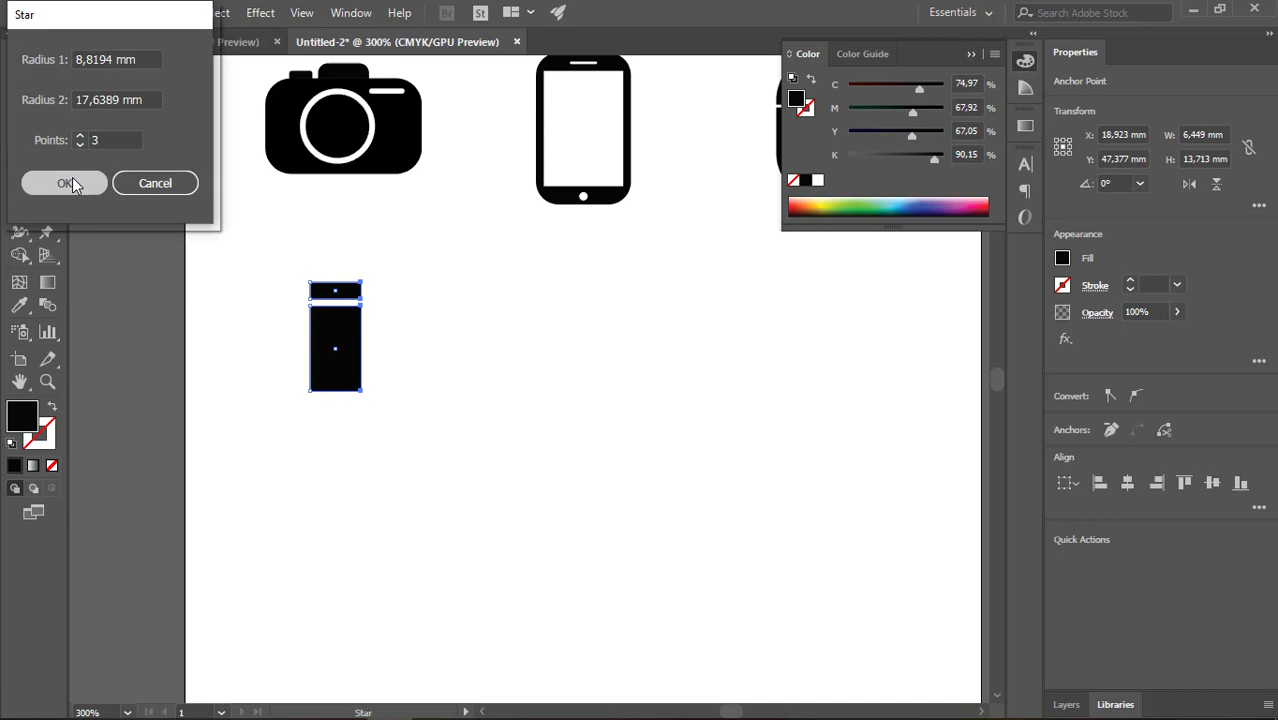 Star
ect Effect View Window Help Br St Essentials Search Adobe Stock
Preview) × Untitled-2* @ 300% (CMYK/GPU Preview) ×
Radius 1: 8,8194 mm
Radius 2: 17,6389 mm
Points: 3
OK Cancel
Color Color Guide
C 74,97 %
M 67,92 %
Y 67,05 %
K 90,15 %
Properties
Anchor Point
Transform
X: 18,923 mm W: 6,449 mm
Y: 47,377 mm H: 13,713 mm
0°
Appearance
Fill
Stroke
Opacity 100%
fx.
Convert:
Anchors:
Align
Quick Actions
Layers Libraries
300% 1 Star